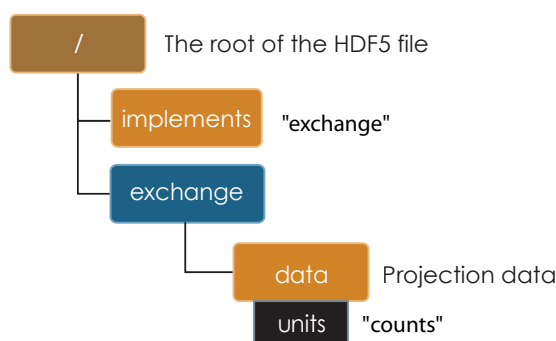 / The root of the HDF5 file
implements "exchange"
exchange
data Projection data
units "counts"